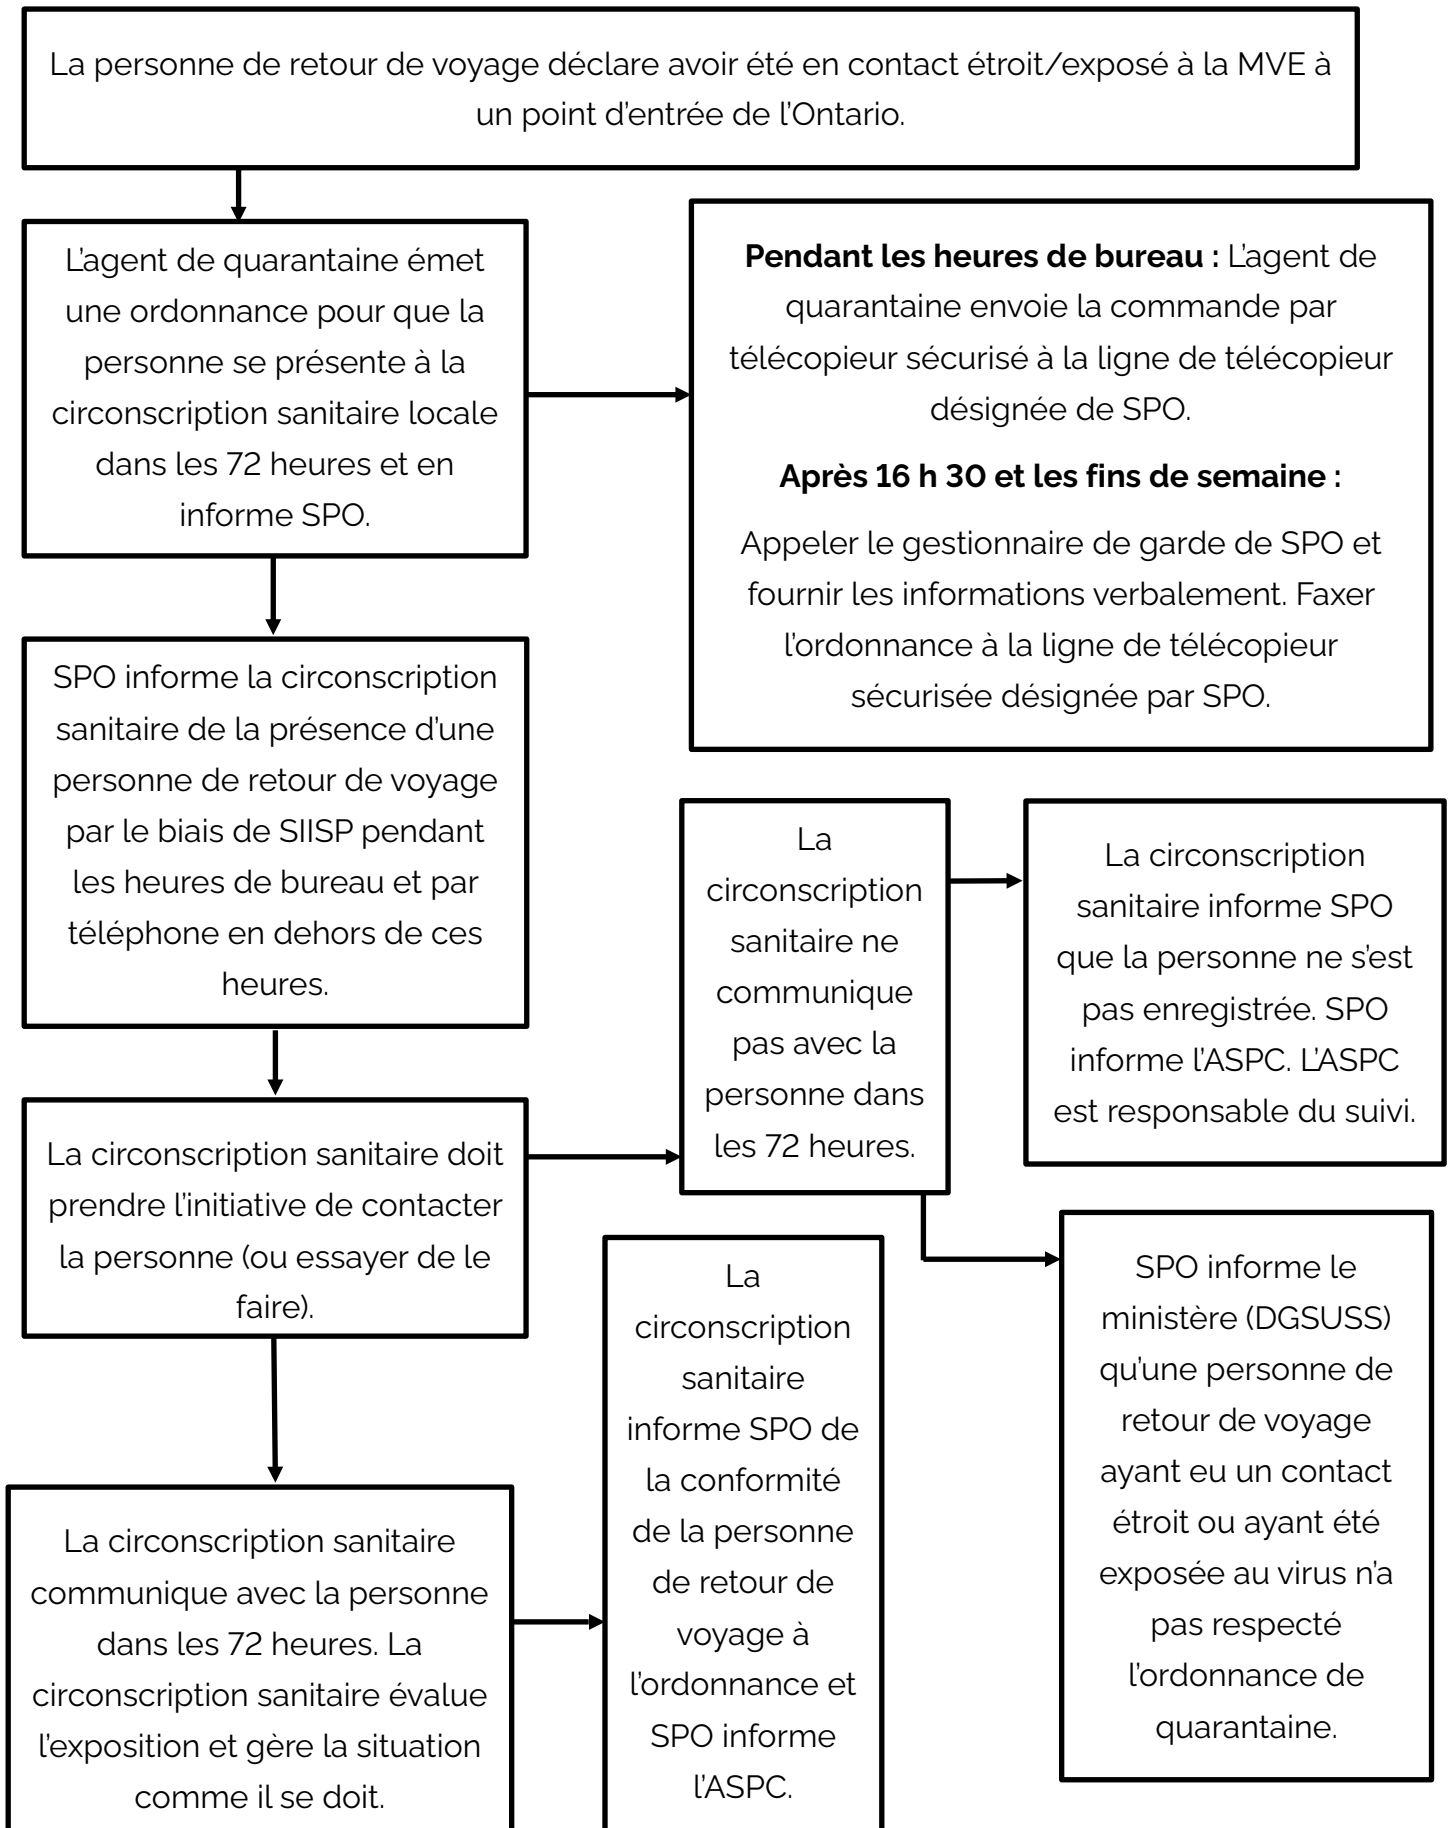 La personne de retour de voyage déclare avoir été en contact étroit/exposé à la MVE à
un point d'entrée de l'Ontario.
L'agent de quarantaine émet
une ordonnance pour que la
personne se présente à la
circonscription sanitaire locale
dans les 72 heures et en
informe SPO.
Pendant les heures de bureau : L'agent de
quarantaine envoie la commande par
télécopieur sécurisé à la ligne de télécopieur
désignée de SPO.
Après 16 h 30 et les fins de semaine :
Appeler le gestionnaire de garde de SPO et
fournir les informations verbalement. Faxer
l'ordonnance à la ligne de télécopieur
sécurisée désignée par SPO.
SPO informe la circonscription
sanitaire de la présence d'une
personne de retour de voyage
par le biais de SIISP pendant
les heures de bureau et par
téléphone en dehors de ces
heures.
La
circonscription
sanitaire ne
communique
pas avec la
personne dans
les 72 heures.
La circonscription
sanitaire informe SPO
que la personne ne s'est
pas enregistrée. SPO
informe l'ASPC. L'ASPC
est responsable du suivi.
La circonscription sanitaire doit
prendre l'initiative de contacter
la personne (ou essayer de le
faire).
La
circonscription
sanitaire
informe SPO de
la conformité
de la personne
de retour de
voyage à
l'ordonnance et
SPO informe
l'ASPC.
SPO informe le
ministère (DGSUSS)
qu'une personne de
retour de voyage
ayant eu un contact
étroit ou ayant été
exposée au virus n'a
pas respecté
l'ordonnance de
quarantaine.
La circonscription sanitaire
communique avec la personne
dans les 72 heures. La
circonscription sanitaire évalue
l'exposition et gère la situation
comme il se doit.